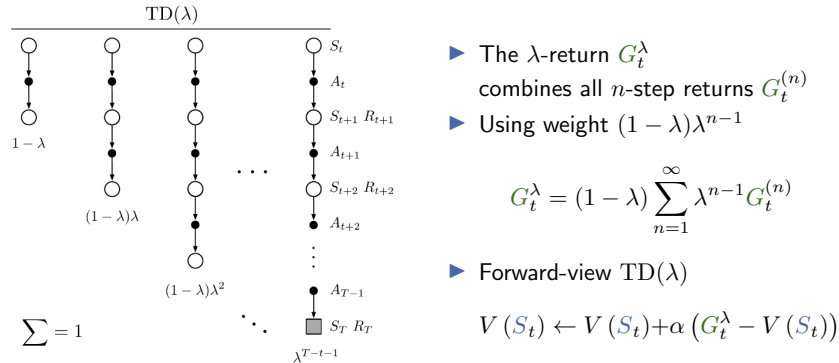 TD(λ)
S_t
A_t
S_{t+1} R_{t+1}
1 − λ
A_{t+1}
· · ·
S_{t+2} R_{t+2}
(1 − λ)λ
A_{t+2}
(1 − λ)λ^2
A_{T−1}
∑ = 1
S_T R_T
λ^{T−t−1}
▶ The λ-return G_t^λ
combines all n-step returns G_t^{(n)}
▶ Using weight (1 − λ)λ^{n−1}
G_t^λ = (1 − λ) ∑_{n=1}^{∞} λ^{n−1} G_t^{(n)}
▶ Forward-view TD(λ)
V (S_t) ← V (S_t)+α (G_t^λ − V (S_t))